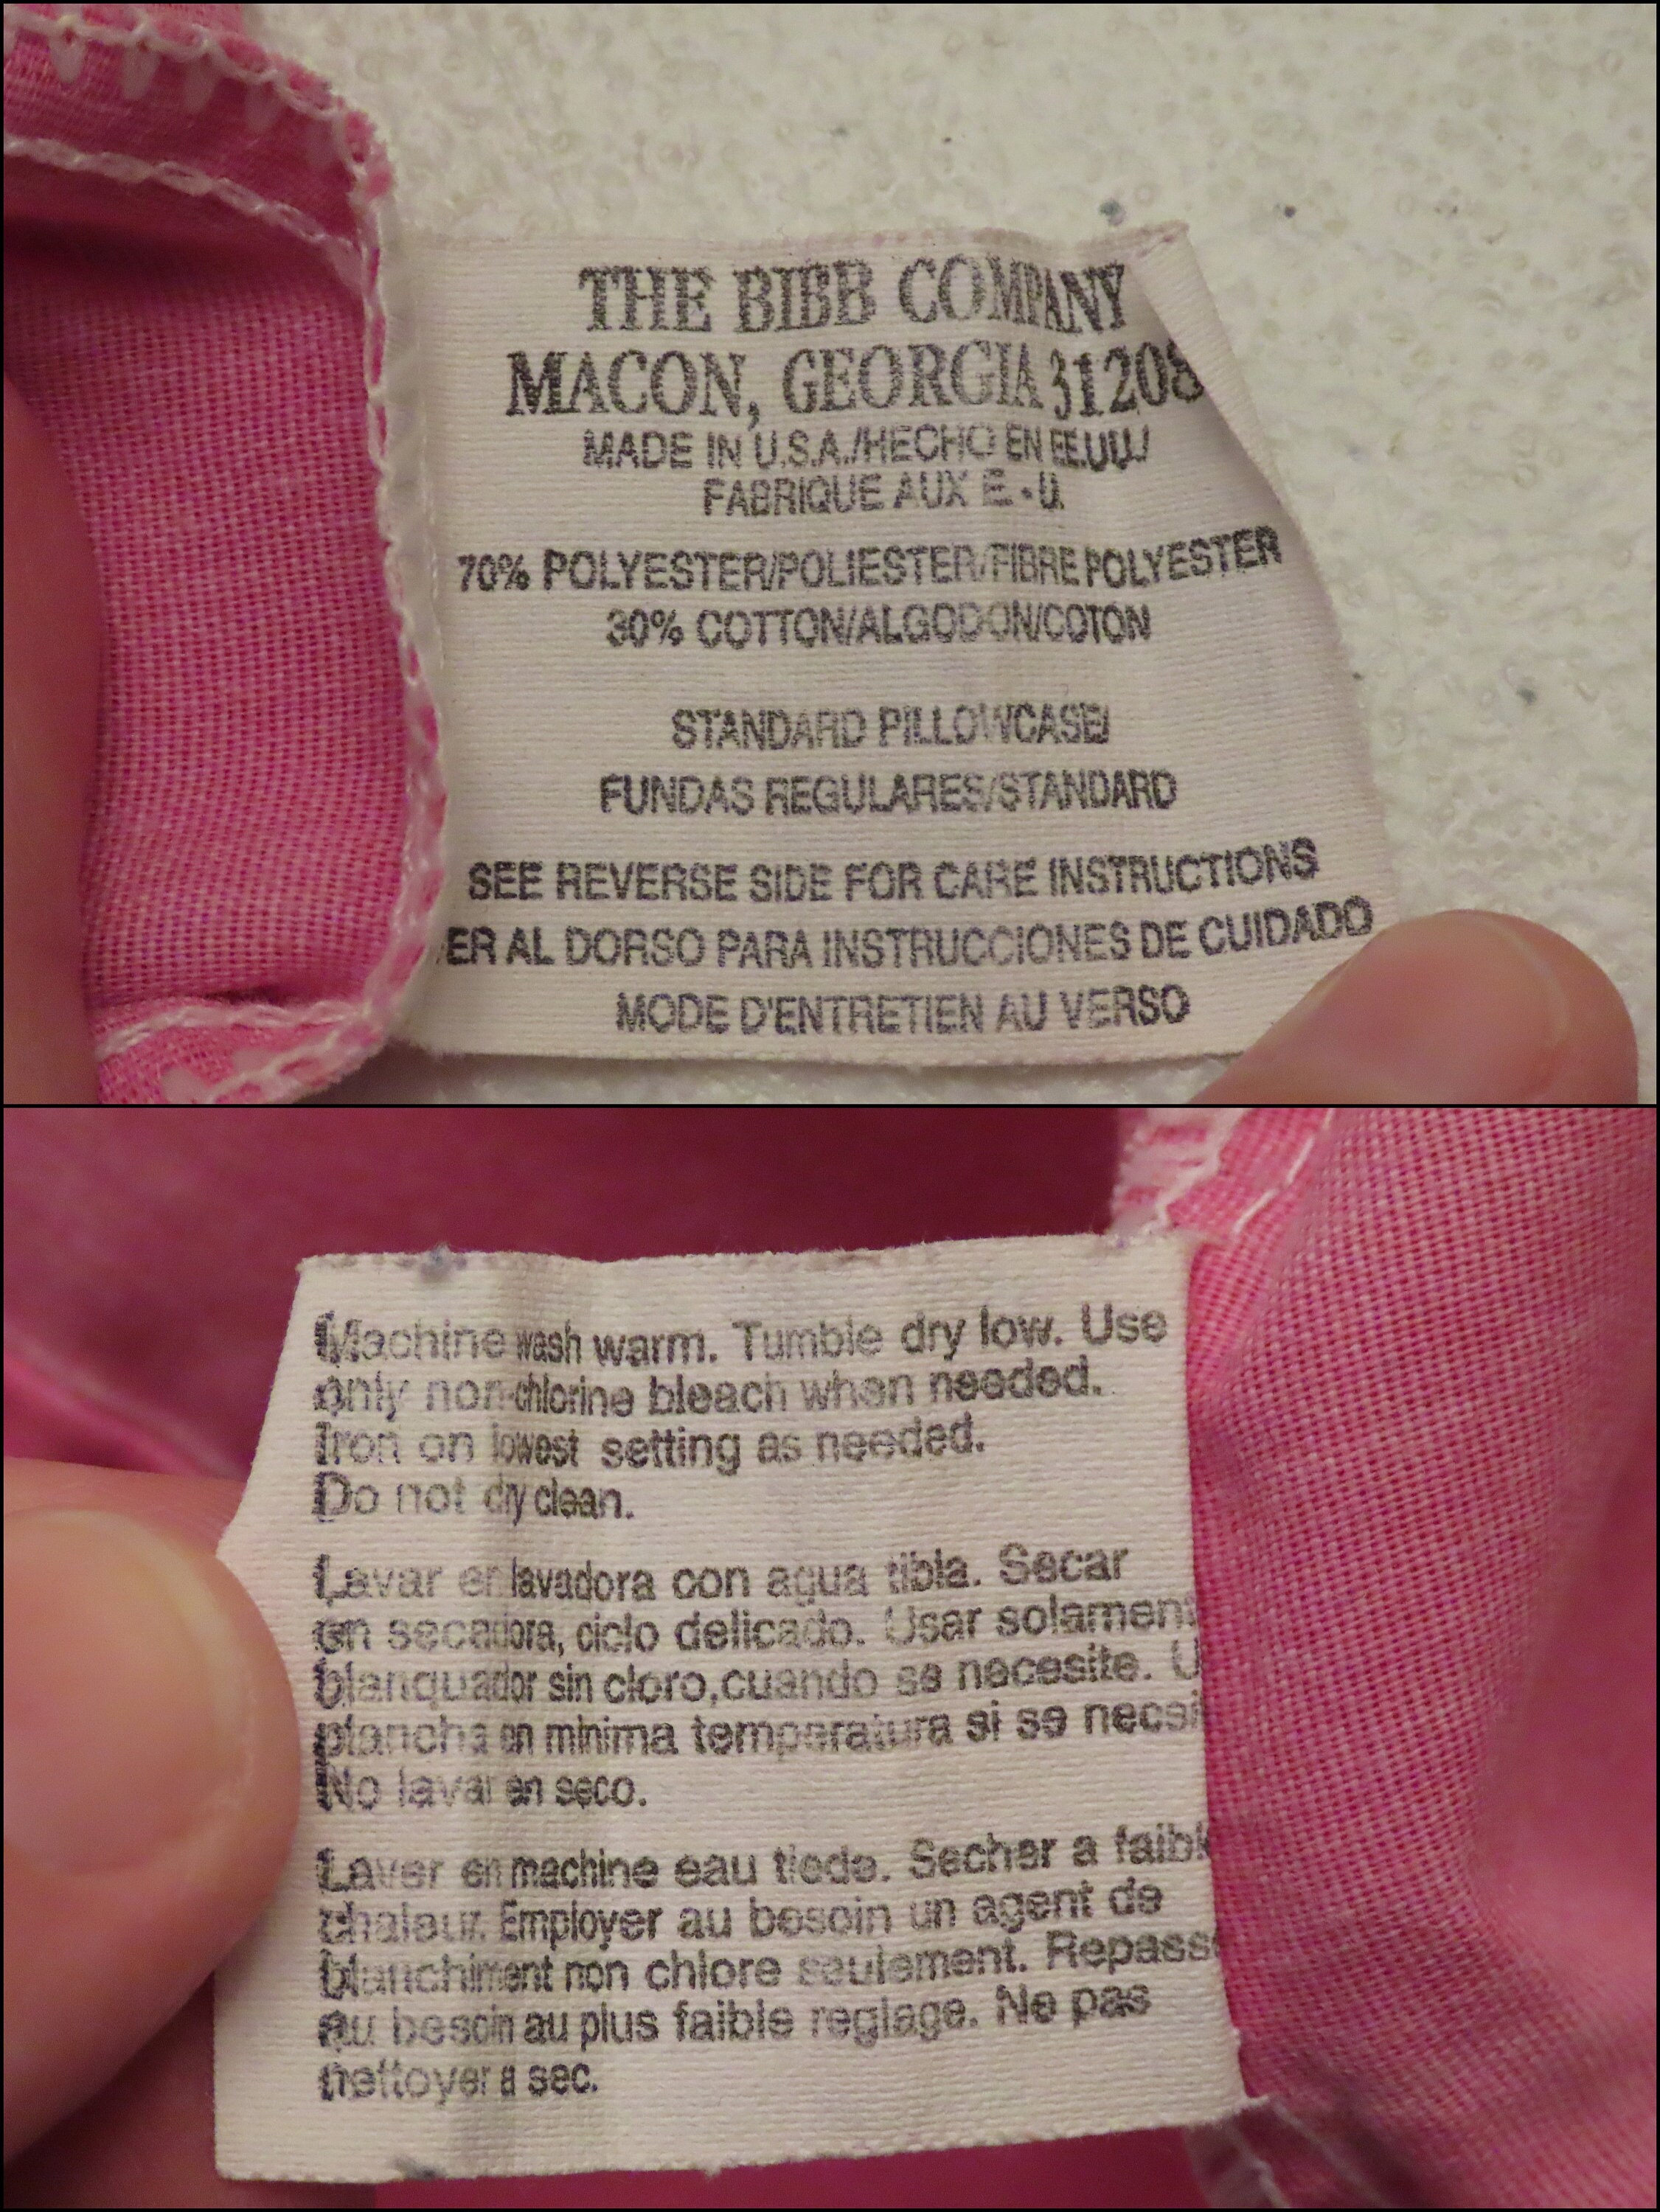 THE BIBB COMPANY
MACON, GEORGIA 31208
MADE IN U.S.A./HECHO EN EE.UU./
FABRIQUE AUX E.-U.
70% POLYESTER/POLIESTER/FIBRE POLYESTER
30% COTTON/ALGODON/COTON
STANDARD PILLOWCASE/
FUNDAS REGULARES/STANDARD
SEE REVERSE SIDE FOR CARE INSTRUCTIONS
ER AL DORSO PARA INSTRUCCIONES DE CUIDADO
MODE D'ENTRETIEN AU VERSO
Machine wash warm. Tumble dry low. Use
only non-chlorine bleach when needed.
Iron on lowest setting as needed.
Do not dry clean.
Lavar en lavadora con agua tibia. Secar
en secadora, ciclo delicado. Usar solament
blanquador sin cloro,cuando se necesite. U
plancha en minima temperatura si se necsi
No lavar en seco.
Laver en machine eau tiede. Secher a faibl
chaleur. Employer au besoin un agent de
blanchiment non chlore seulement. Repass
au besoin au plus faible reglage. Ne pas
nettoyer a sec.